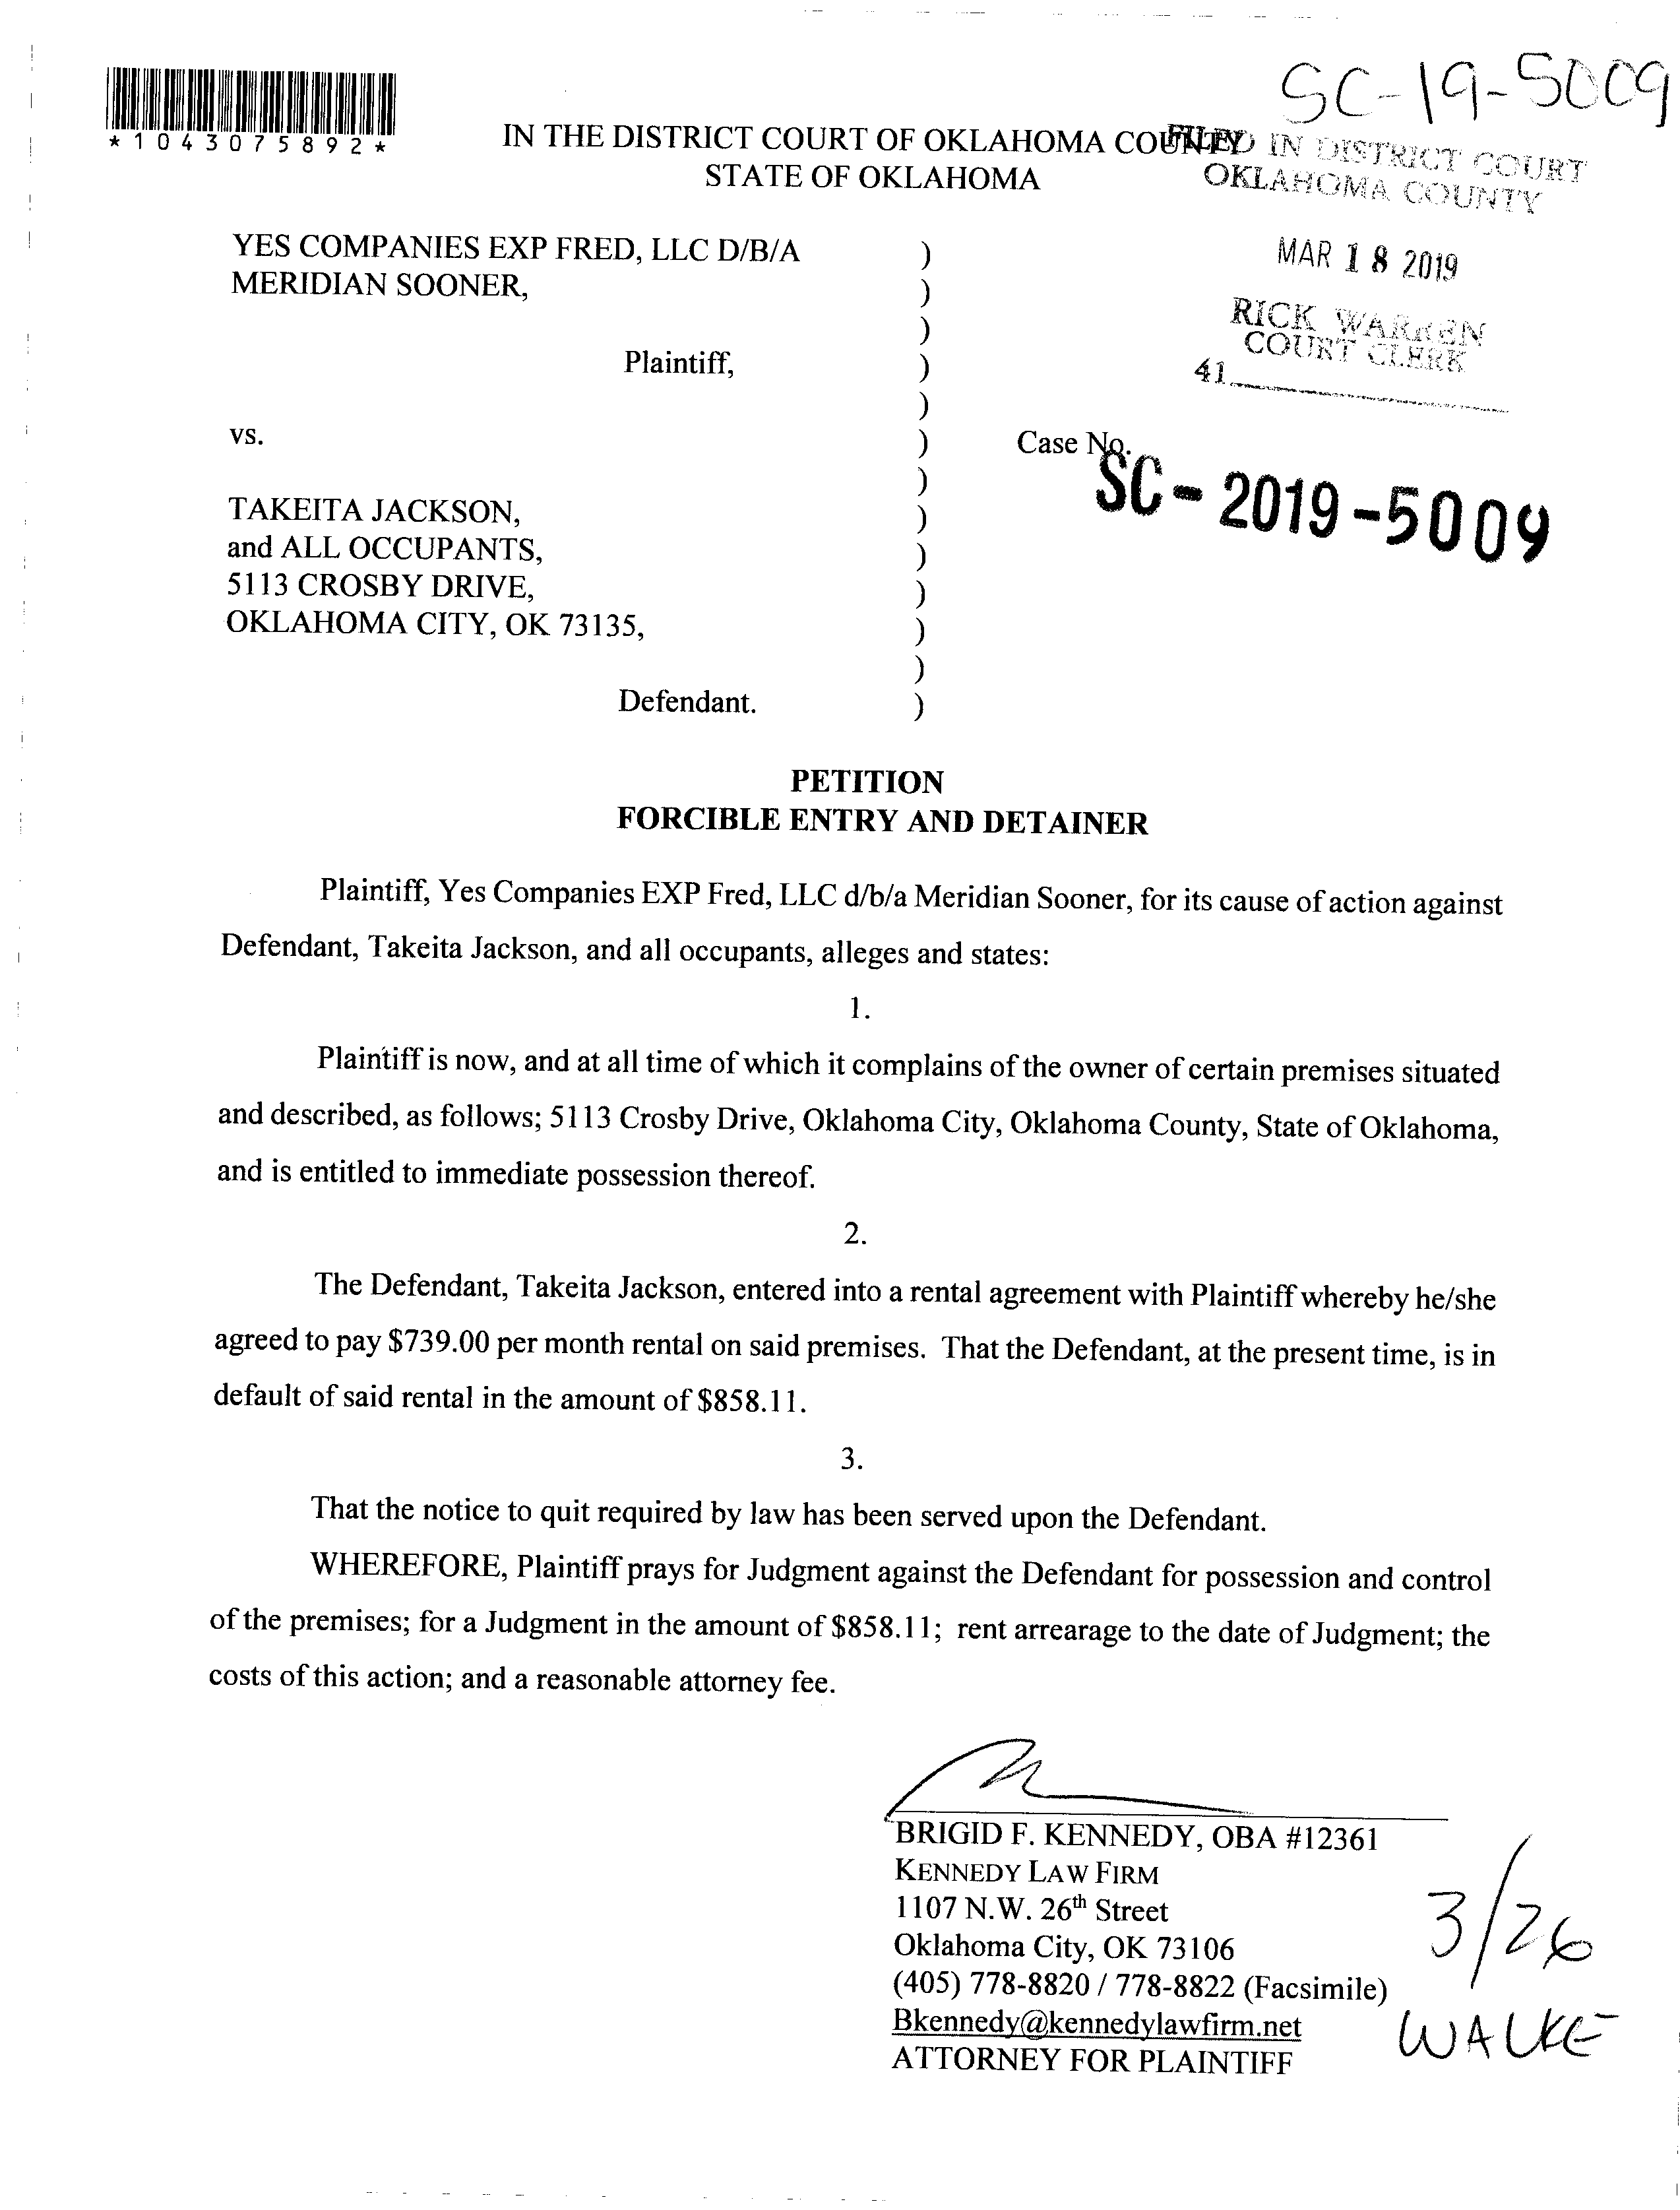 SC-19-5009
*1043075892*
IN THE DISTRICT COURT OF OKLAHOMA COUNTY
STATE OF OKLAHOMA
FILED IN DISTRICT COURT
OKLAHOMA COUNTY
MAR 18 2019
RICK WARREN
COURT CLERK
41
YES COMPANIES EXP FRED, LLC D/B/A )
MERIDIAN SOONER, )
)
Plaintiff, )
)
vs. )
Case No.
SC-2019-5009
)
TAKEITA JACKSON, )
and ALL OCCUPANTS, )
5113 CROSBY DRIVE, )
OKLAHOMA CITY, OK 73135, )
)
Defendant. )
PETITION
FORCIBLE ENTRY AND DETAINER
Plaintiff, Yes Companies EXP Fred, LLC d/b/a Meridian Sooner, for its cause of action against
Defendant, Takeita Jackson, and all occupants, alleges and states:
1.
Plaintiff is now, and at all time of which it complains of the owner of certain premises situated
and described, as follows; 5113 Crosby Drive, Oklahoma City, Oklahoma County, State of Oklahoma,
and is entitled to immediate possession thereof.
2.
The Defendant, Takeita Jackson, entered into a rental agreement with Plaintiff whereby he/she
agreed to pay $739.00 per month rental on said premises. That the Defendant, at the present time, is in
default of said rental in the amount of $858.11.
3.
That the notice to quit required by law has been served upon the Defendant.
WHEREFORE, Plaintiff prays for Judgment against the Defendant for possession and control
of the premises; for a Judgment in the amount of $858.11; rent arrearage to the date of Judgment; the
costs of this action; and a reasonable attorney fee.
BRIGID F. KENNEDY, OBA #12361
KENNEDY LAW FIRM
1107 N.W. 26th Street
Oklahoma City, OK 73106
(405) 778-8820 / 778-8822 (Facsimile)
Bkennedy@kennedylawfirm.net
ATTORNEY FOR PLAINTIFF
3/26
WALKE